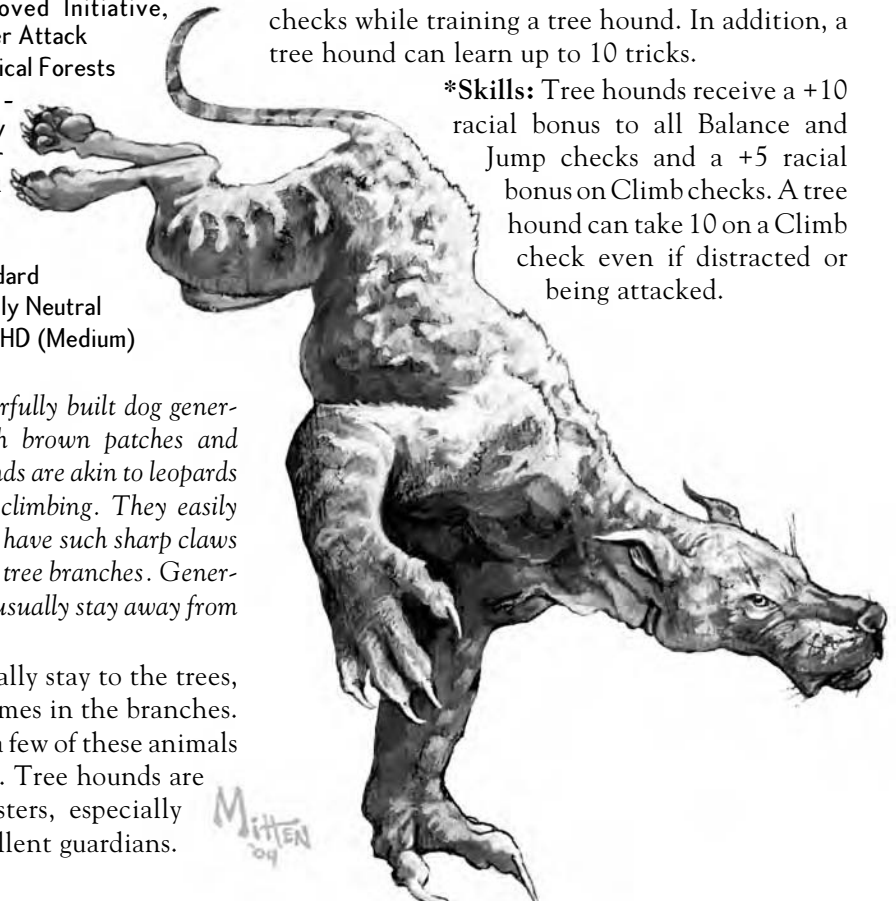 oved Initiative,
er Attack
ical Forests
-
y
dard
ly Neutral
HD (Medium)
rfully built dog gener-
h brown patches and
nds are akin to leopards
climbing. They easily
have such sharp claws
tree branches. Gener-
usually stay away from
ally stay to the trees,
mes in the branches.
a few of these animals
. Tree hounds are
sters, especially
llent guardians.
checks while training a tree hound. In addition, a
tree hound can learn up to 10 tricks.
*Skills: Tree hounds receive a +10
racial bonus to all Balance and
Jump checks and a +5 racial
bonus on Climb checks. A tree
hound can take 10 on a Climb
check even if distracted or
being attacked.
MITTEN
'04